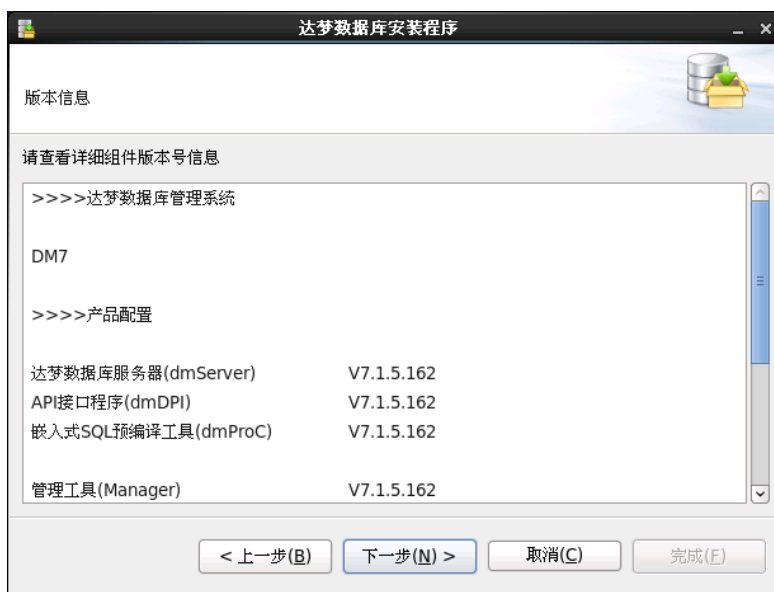 达梦数据库安装程序
版本信息
请查看详细组件版本号信息
>>>>达梦数据库管理系统
DM7
>>>>产品配置
达梦数据库服务器(dmServer) V7.1.5.162
API接口程序(dmDPI) V7.1.5.162
嵌入式SQL预编译工具(dmProC) V7.1.5.162
管理工具(Manager) V7.1.5.162
< 上一步(B) 下一步(N) > 取消(C) 完成(F)